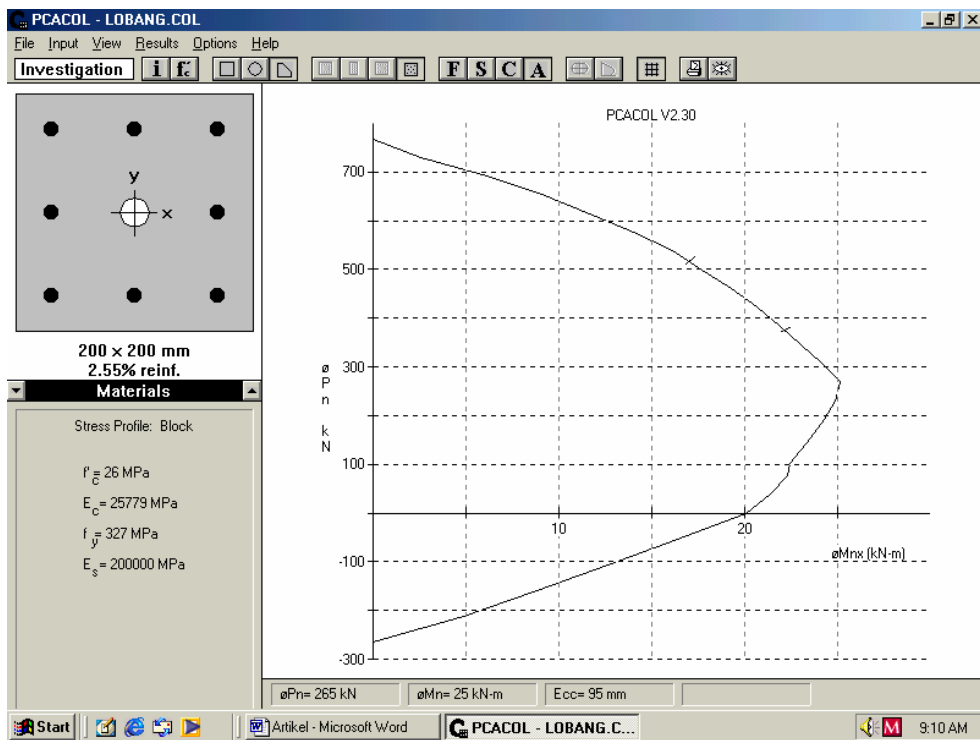 PCACOL - LOBANG.COL
File Input View Results Options Help
Investigation i f'c F S C A
y
x
200 × 200 mm
2.55% reinf.
Materials
Stress Profile: Block
f'c = 26 MPa
Ec = 25779 MPa
fy = 327 MPa
Es = 200000 MPa
PCACOL V2.30
700
500
300
100
-100
-300
øPn kN
10
20
øMnx (kN-m)
øPn= 265 kN
øMn= 25 kN-m
Ecc= 95 mm
Start
Artikel - Microsoft Word
PCACOL - LOBANG.C...
M
9:10 AM